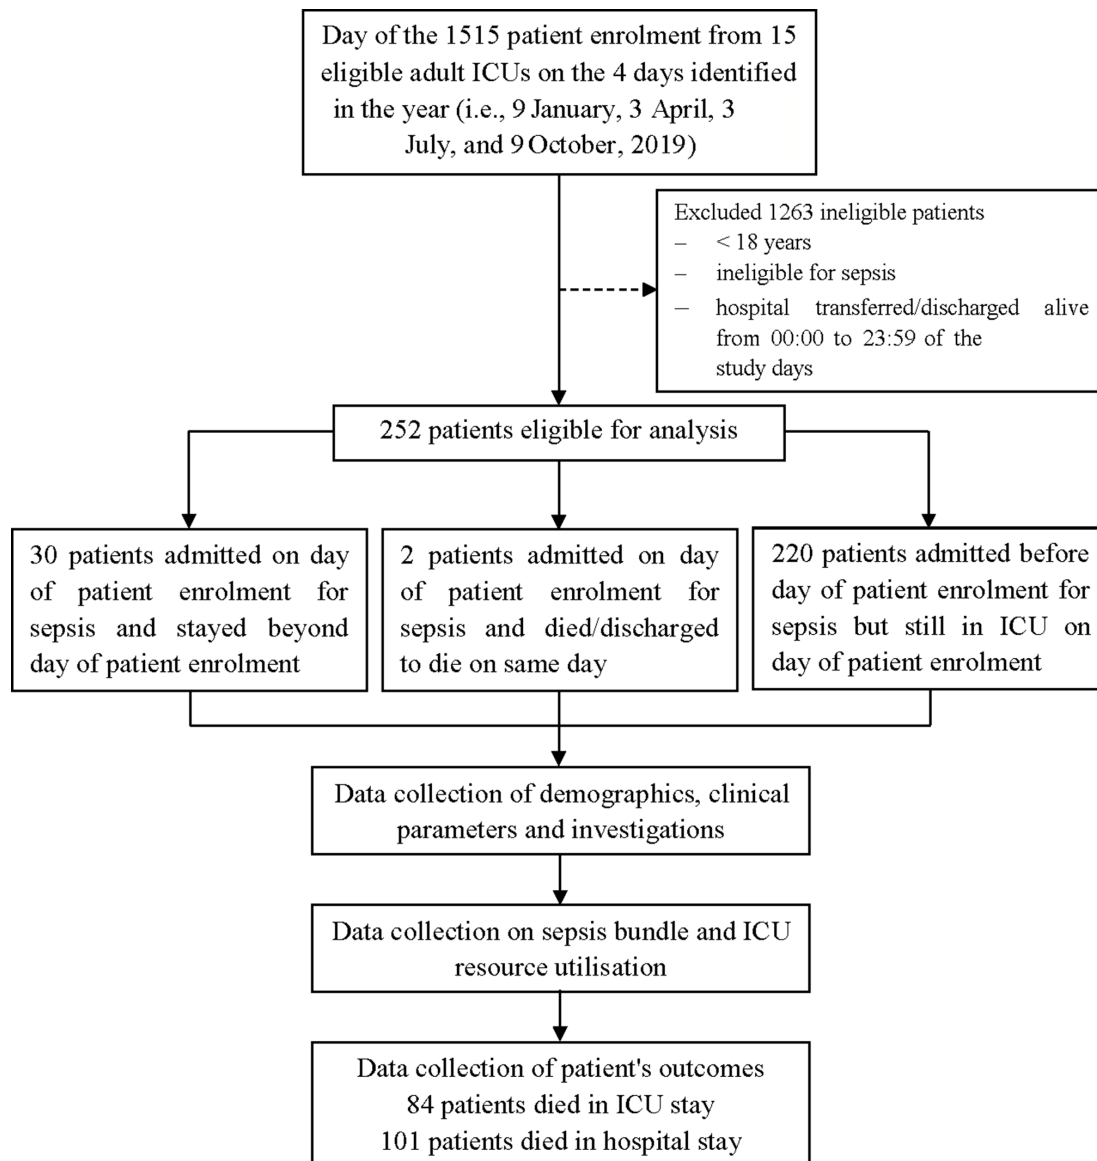 Day of the 1515 patient enrolment from 15
eligible adult ICUs on the 4 days identified
in the year (i.e., 9 January, 3 April, 3
July, and 9 October, 2019)
Excluded 1263 ineligible patients
– < 18 years
– ineligible for sepsis
– hospital transferred/discharged alive
from 00:00 to 23:59 of the
study days
252 patients eligible for analysis
30 patients admitted on day
of patient enrolment for
sepsis and stayed beyond
day of patient enrolment
2 patients admitted on day
of patient enrolment for
sepsis and died/discharged
to die on same day
220 patients admitted before
day of patient enrolment for
sepsis but still in ICU on
day of patient enrolment
Data collection of demographics, clinical
parameters and investigations
Data collection on sepsis bundle and ICU
resource utilisation
Data collection of patient's outcomes
84 patients died in ICU stay
101 patients died in hospital stay